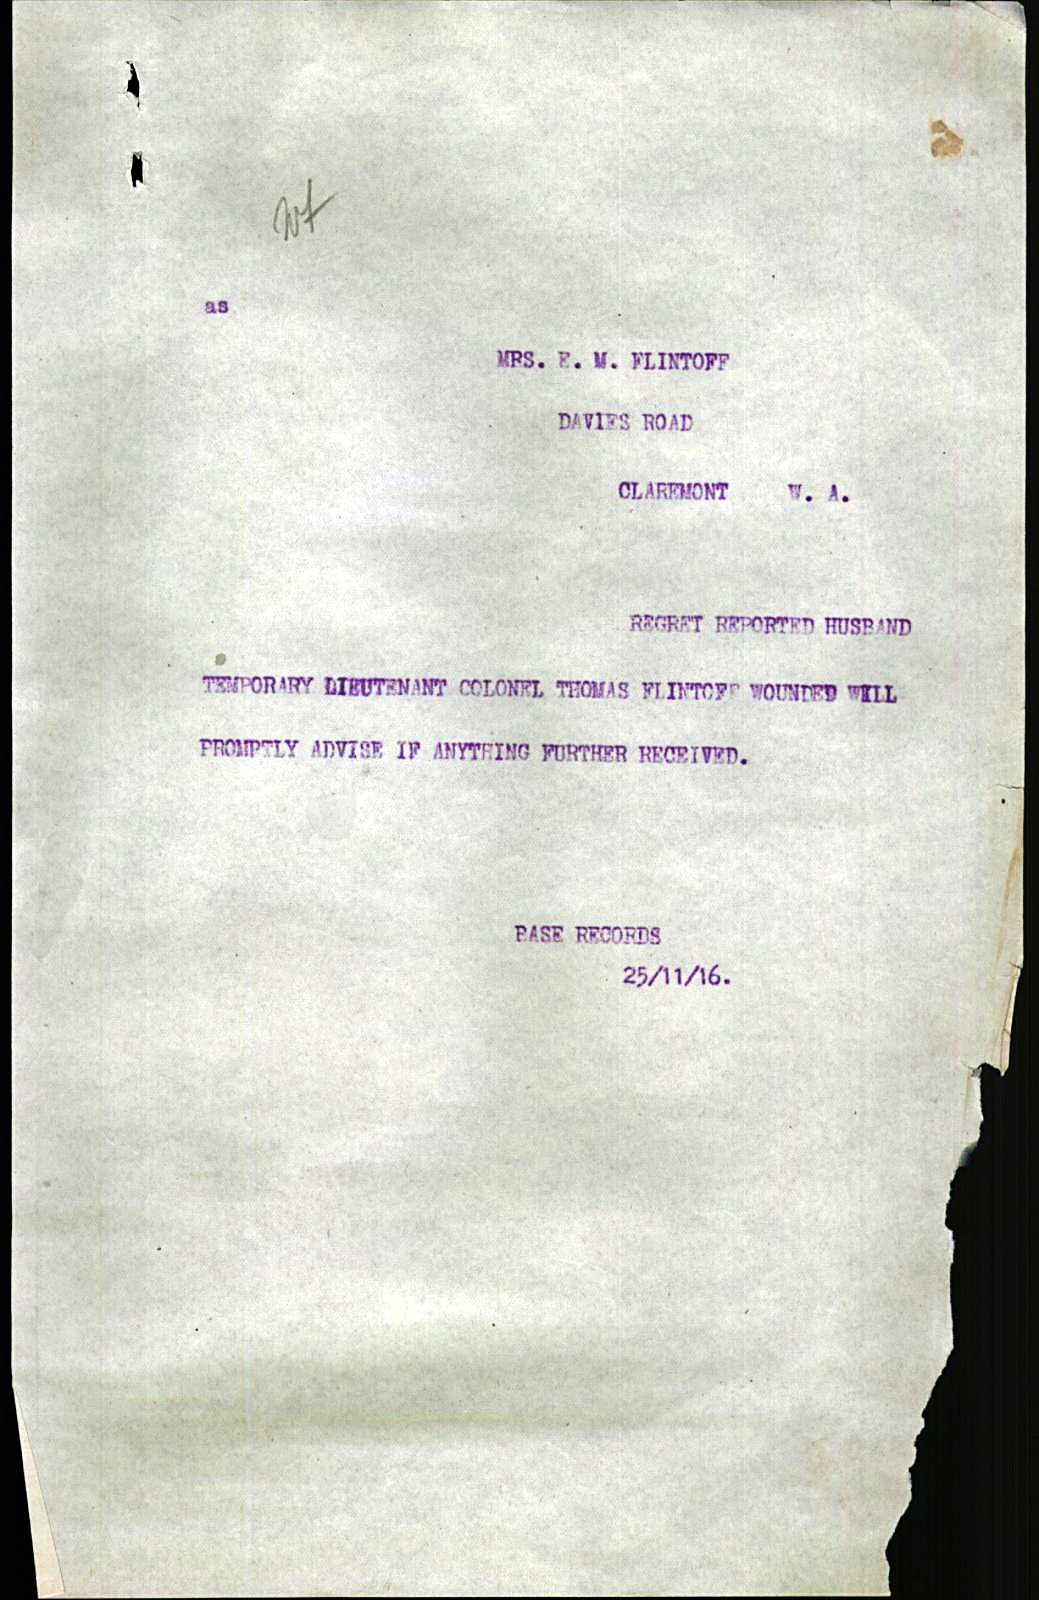 as
MRS. E. M. FLINTOFF
DAVIES ROAD
CLAREMONT W. A.
REGRET REPORTED HUSBAND
TEMPORARY LIEUTENANT COLONEL THOMAS FLINTOFF WOUNDED WILL
PROMPTLY ADVISE IF ANYTHING FURTHER RECEIVED.
BASE RECORDS
25/11/16.